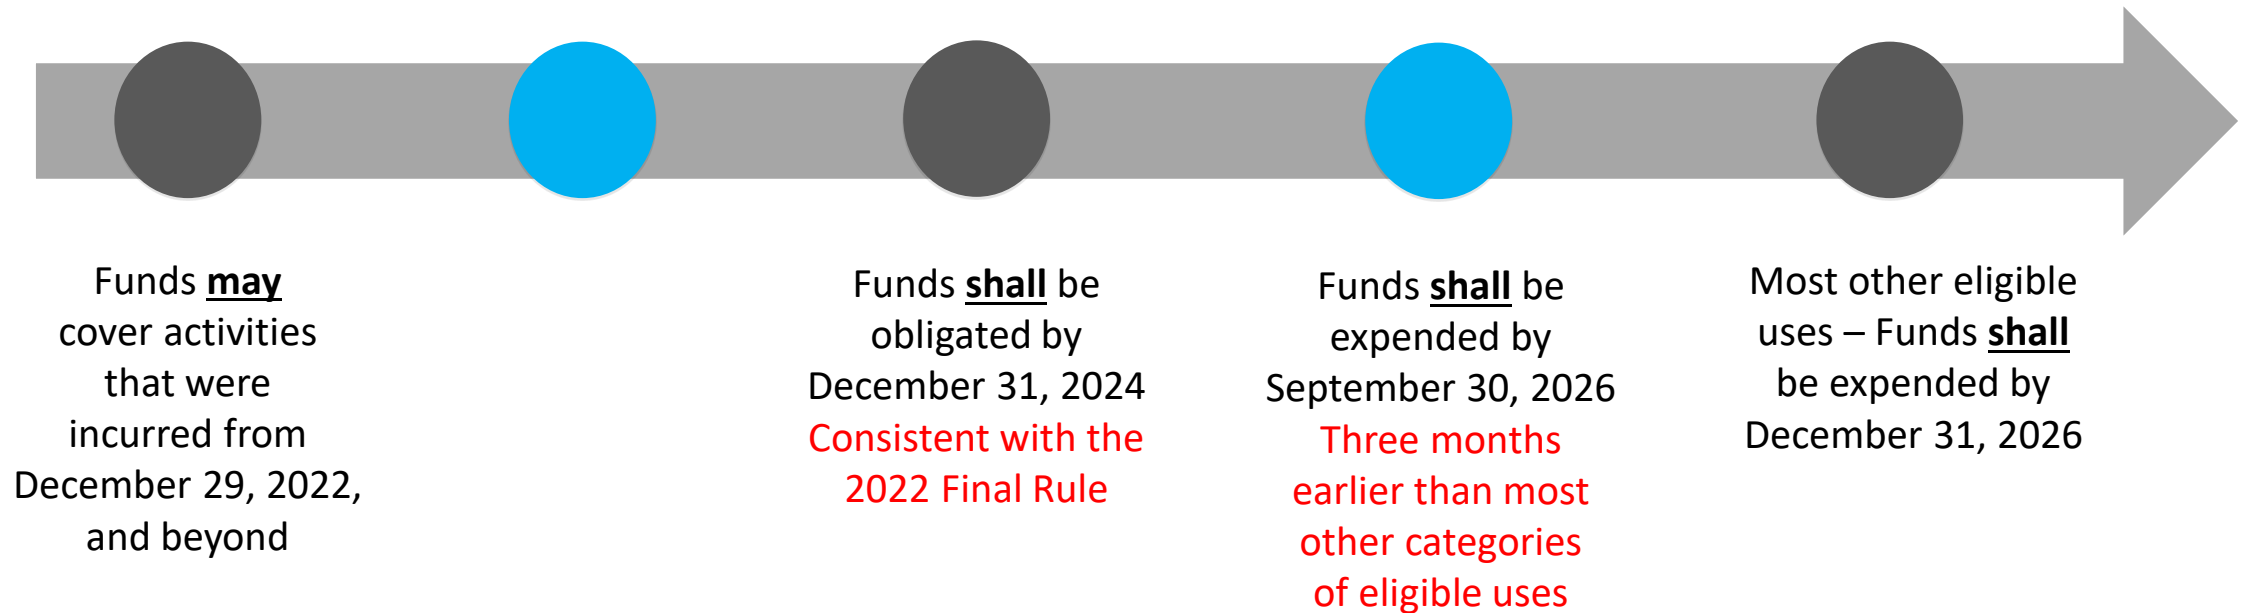 Funds may
cover activities
that were
incurred from
December 29, 2022,
and beyond
Funds shall be
obligated by
December 31, 2024
Consistent with the
2022 Final Rule
Funds shall be
expended by
September 30, 2026
Three months
earlier than most
other categories
of eligible uses
Most other eligible
uses – Funds shall
be expended by
December 31, 2026